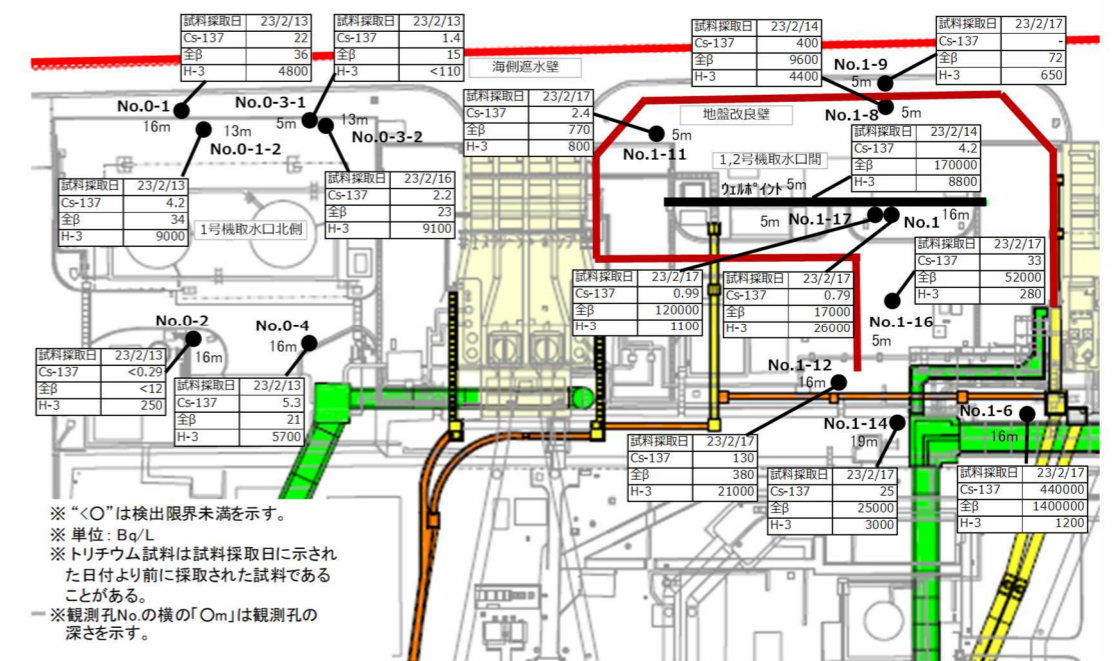 試料採取日 23/2/13
Cs-137 22
全β 36
H-3 4800
試料採取日 23/2/13
Cs-137 1.4
全β 15
H-3 <110
海側遮水壁
試料採取日 23/2/14
Cs-137 400
全β 9600
H-3 4400
試料採取日 23/2/17
Cs-137 -
全β 72
H-3 650
No.0-1
16m
No.0-3-1
5m
13m
No.0-1-2
13m
No.0-3-2
試料採取日 23/2/17
Cs-137 2.4
全β 770
H-3 800
No.1-9
5m
No.1-8
5m
地盤改良壁
5m
No.1-11
1,2号機取水口間
試料採取日 23/2/14
Cs-137 4.2
全β 170000
H-3 8800
試料採取日 23/2/13
Cs-137 4.2
全β 34
H-3 9000
1号機取水口北側
試料採取日 23/2/16
Cs-137 2.2
全β 23
H-3 9100
ウェルポイント 5m
5m No.1-17
No.1 16m
試料採取日 23/2/17
Cs-137 33
全β 52000
H-3 280
試料採取日 23/2/17
Cs-137 0.99
全β 120000
H-3 1100
試料採取日 23/2/17
Cs-137 0.79
全β 17000
H-3 26000
No.1-16
5m
No.0-2
16m
No.0-4
16m
試料採取日 23/2/13
Cs-137 <0.29
全β <12
H-3 250
試料採取日 23/2/13
Cs-137 5.3
全β 21
H-3 5700
No.1-12
16m
No.1-14
19m
No.1-6
16m
試料採取日 23/2/17
Cs-137 130
全β 380
H-3 21000
試料採取日 23/2/17
Cs-137 25
全β 25000
H-3 3000
試料採取日 23/2/17
Cs-137 440000
全β 1400000
H-3 1200
※ “<〇”は検出限界未満を示す。
※ 単位: Bq/L
※トリチウム試料は試料採取日に示され
た日付より前に採取された試料である
ことがある。
※観測孔No.の横の「〇m」は観測孔の
深さを示す。